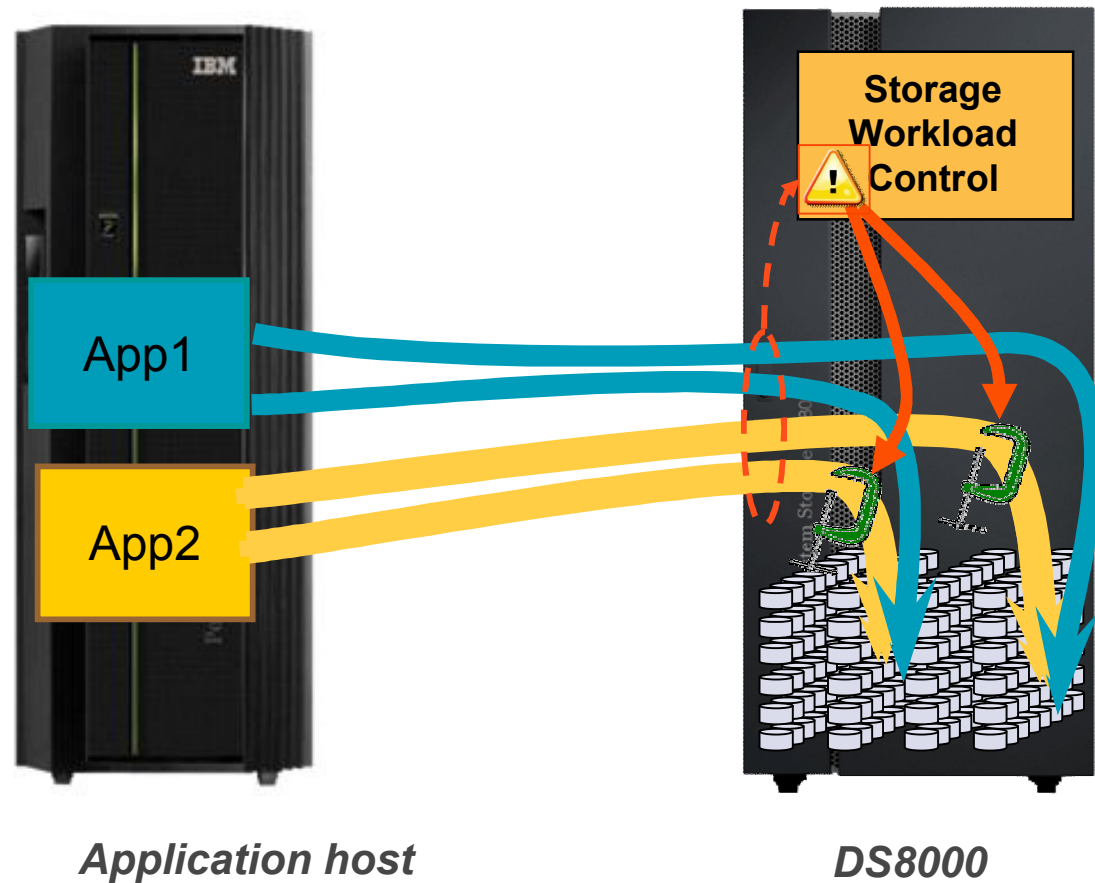 IBM
Storage
Workload
Control
!
App1
App2
Application host
DS8000